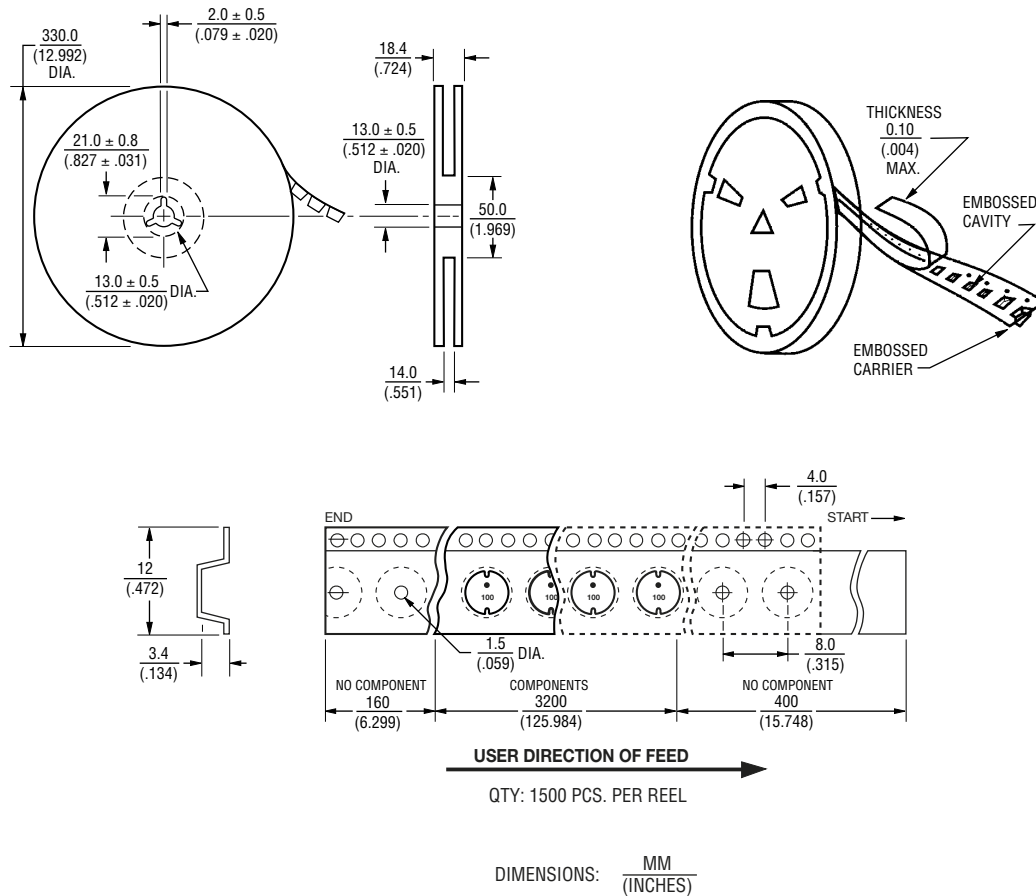 2.0 ± 0.5
(.079 ± .020)
330.0
(12.992)
DIA.
18.4
(.724)
21.0 ± 0.8
(.827 ± .031)
13.0 ± 0.5
(.512 ± .020)
DIA.
50.0
(1.969)
13.0 ± 0.5
(.512 ± .020)
DIA.
14.0
(.551)
THICKNESS
0.10
(.004)
MAX.
EMBOSSED
CAVITY
EMBOSSED
CARRIER
4.0
(.157)
END
START
12
(.472)
100
100
100
100
3.4
(.134)
1.5
(.059)
DIA.
8.0
(.315)
NO COMPONENT
160
(6.299)
COMPONENTS
3200
(125.984)
NO COMPONENT
400
(15.748)
USER DIRECTION OF FEED
QTY: 1500 PCS. PER REEL
DIMENSIONS:
MM
(INCHES)